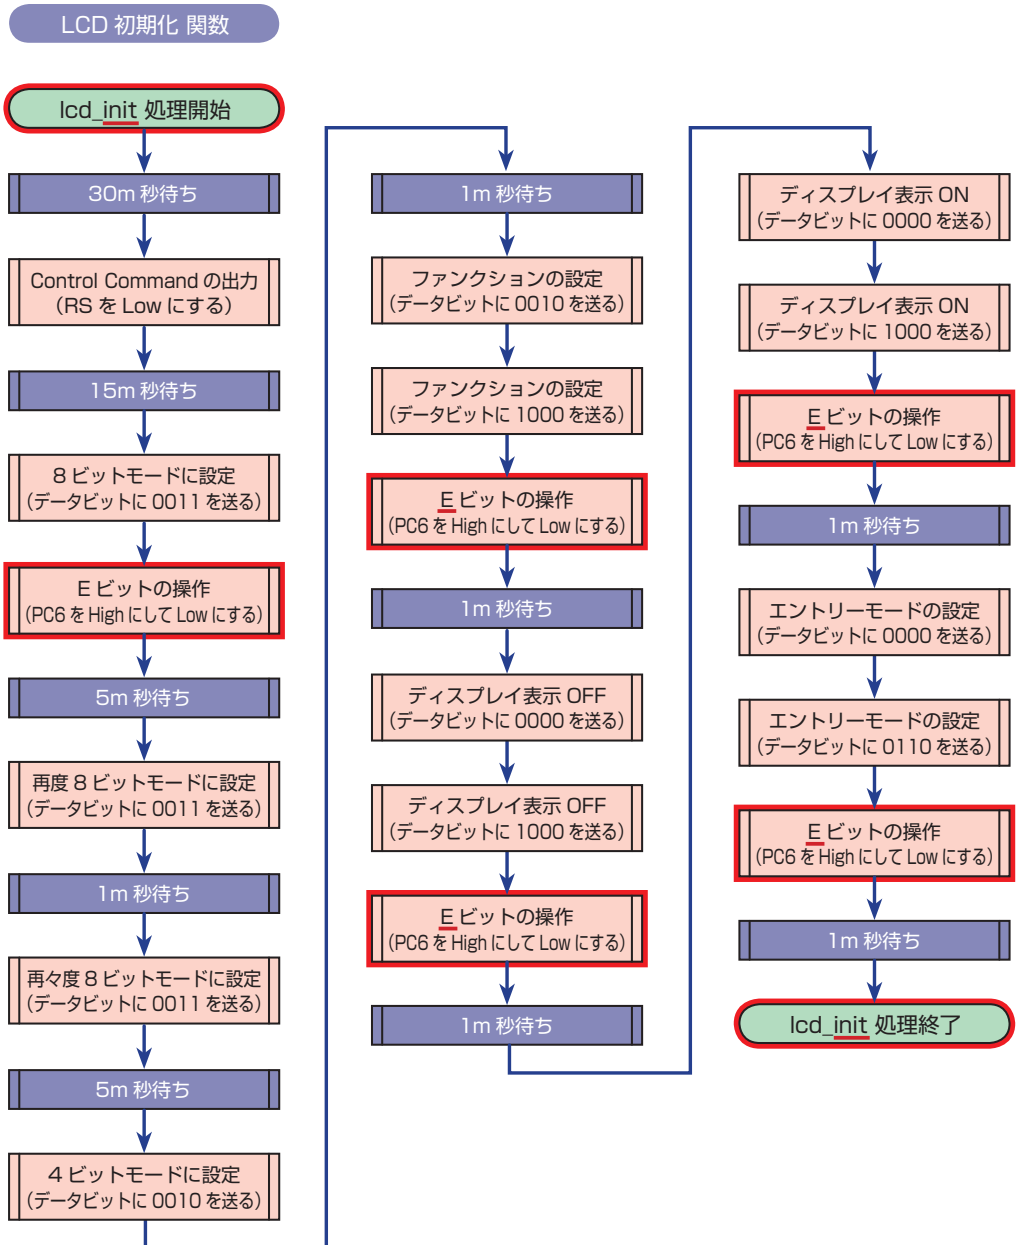 LCD 初期化 関数
lcd_init 処理開始
30m 秒待ち
Control Command の出力
（RS を Low にする）
15m 秒待ち
8 ビットモードに設定
（データビットに 0011 を送る）
E ビットの操作
（PC6 を High にして Low にする）
5m 秒待ち
再度 8 ビットモードに設定
（データビットに 0011 を送る）
1m 秒待ち
再々度 8 ビットモードに設定
（データビットに 0011 を送る）
5m 秒待ち
4 ビットモードに設定
（データビットに 0010 を送る）
1m 秒待ち
ファンクションの設定
（データビットに 0010 を送る）
ファンクションの設定
（データビットに 1000 を送る）
E ビットの操作
（PC6 を High にして Low にする）
1m 秒待ち
ディスプレイ表示 OFF
（データビットに 0000 を送る）
ディスプレイ表示 OFF
（データビットに 1000 を送る）
E ビットの操作
（PC6 を High にして Low にする）
1m 秒待ち
ディスプレイ表示 ON
（データビットに 0000 を送る）
ディスプレイ表示 ON
（データビットに 1000 を送る）
E ビットの操作
（PC6 を High にして Low にする）
1m 秒待ち
エントリーモードの設定
（データビットに 0000 を送る）
エントリーモードの設定
（データビットに 0110 を送る）
E ビットの操作
（PC6 を High にして Low にする）
1m 秒待ち
lcd_init 処理終了